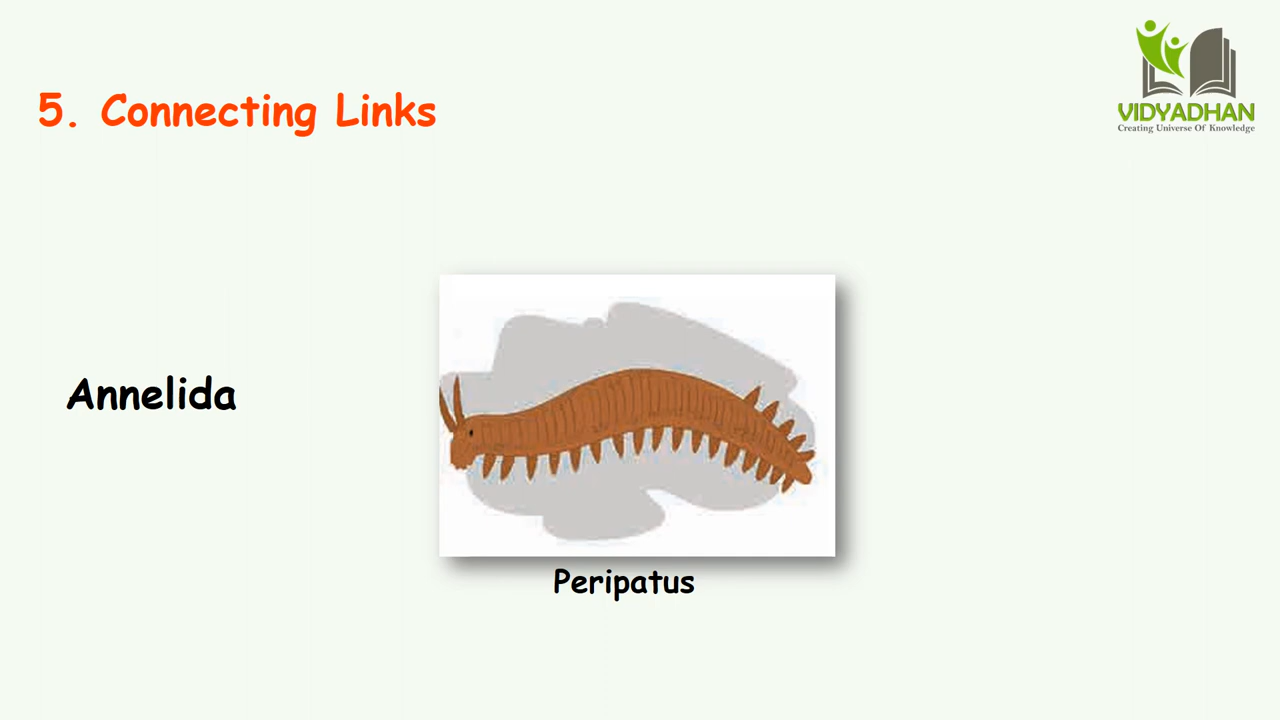 VIDYADHAN
Creating Universe Of Knowledge
5. Connecting Links
Annelida
Peripatus